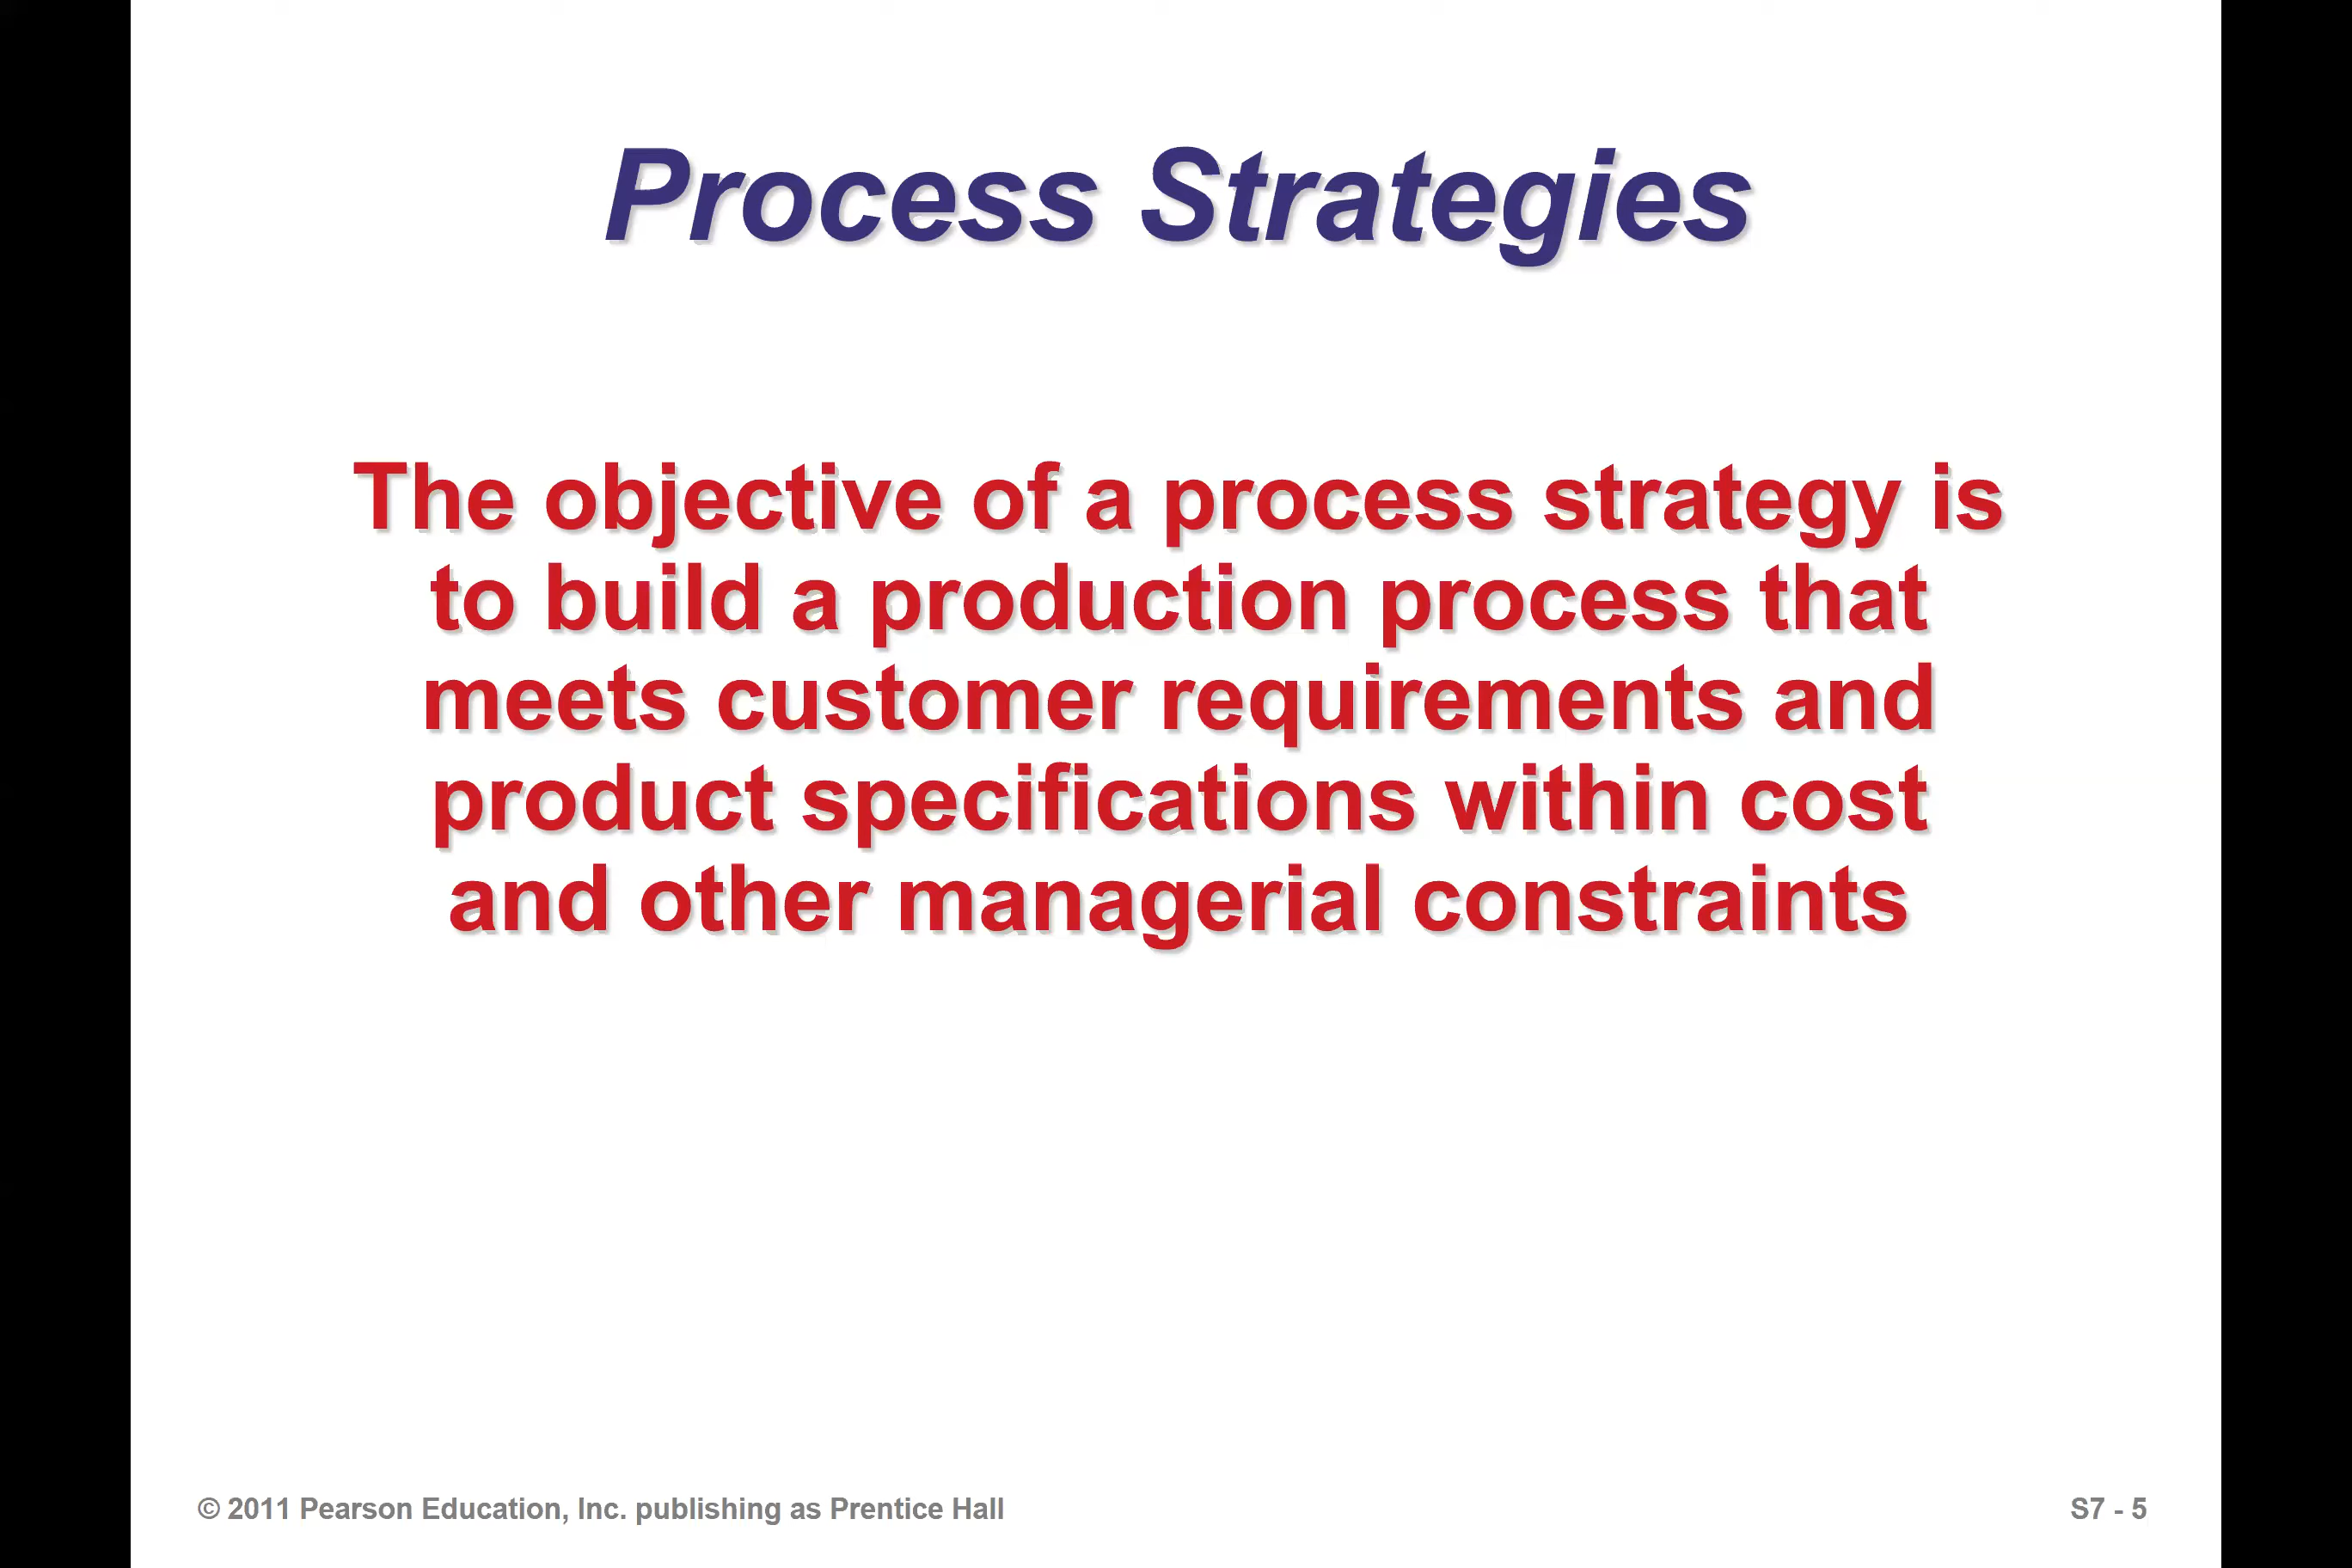 Process Strategies
The objective of a process strategy is
to build a production process that
meets customer requirements and
product specifications within cost
and other managerial constraints
© 2011 Pearson Education, Inc. publishing as Prentice Hall
S7 - 5